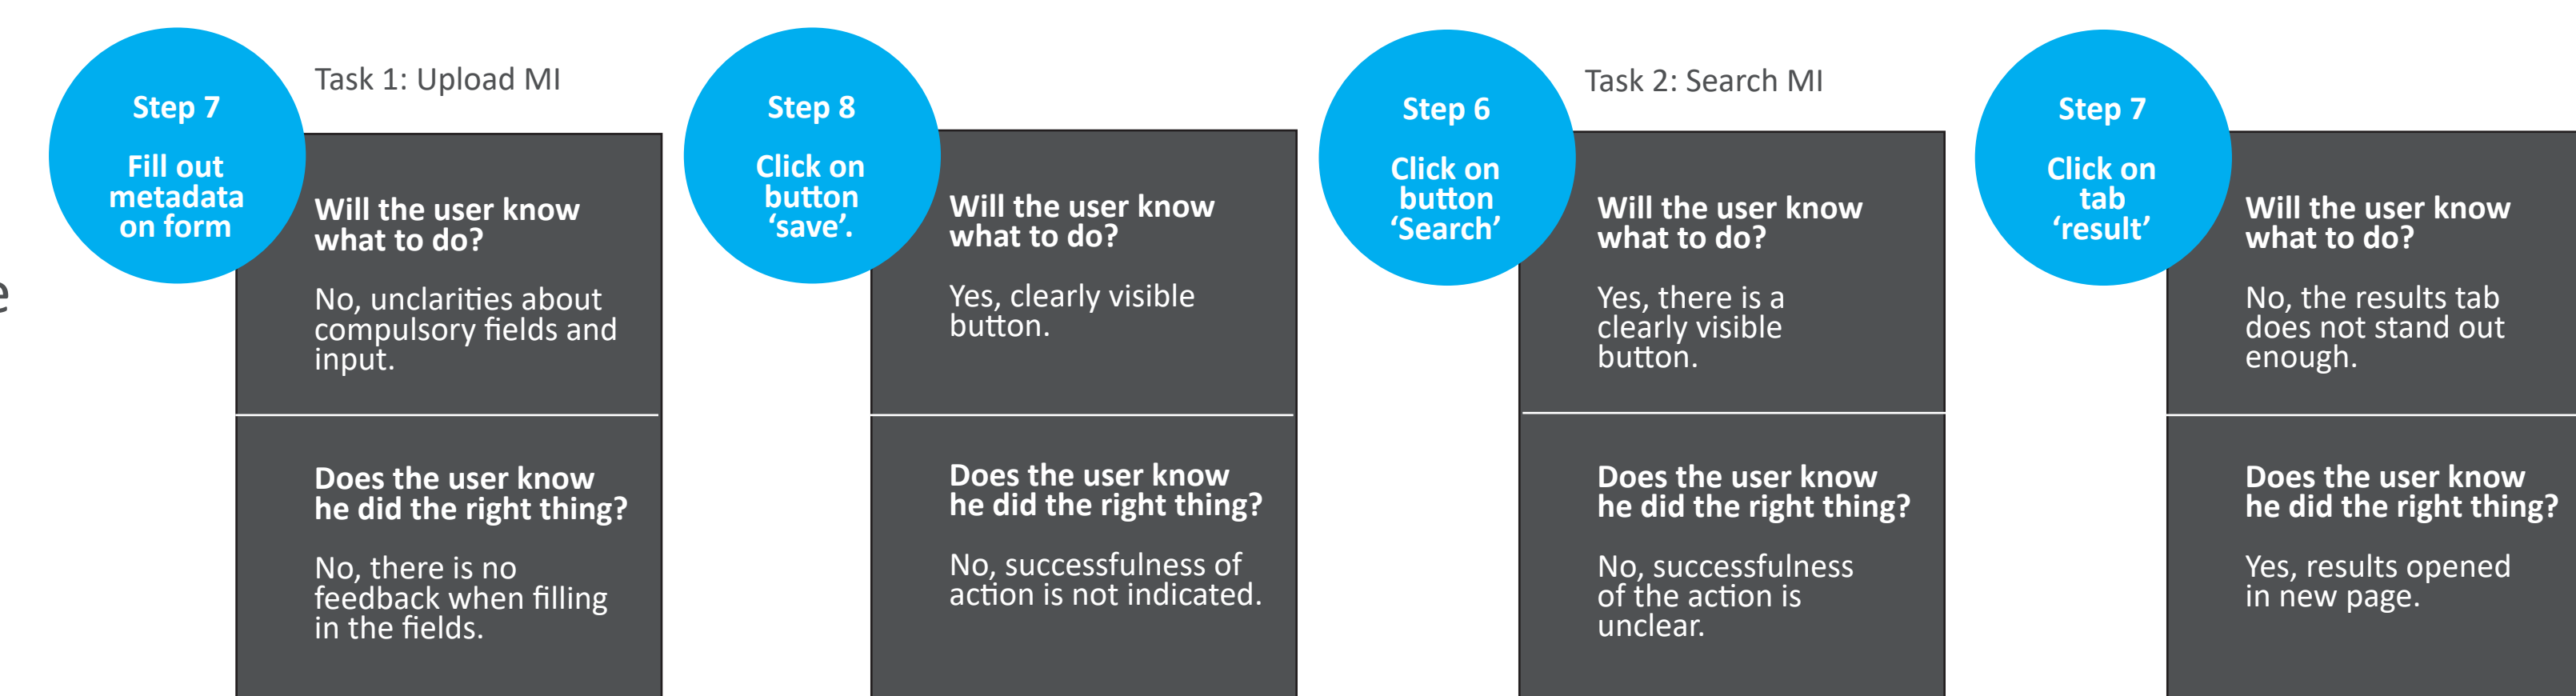 e
Step 7
Fill out
metadata
on form
Task 1: Upload MI
Will the user know
what to do?
No, unclarities about
compulsory fields and
input.
Does the user know
he did the right thing?
No, there is no
feedback when filling
in the fields.
Step 8
Click on
button
‘save’.
Will the user know
what to do?
Yes, clearly visible
button.
Does the user know
he did the right thing?
No, successfulness of
action is not indicated.
Step 6
Click on
button
‘Search’
Task 2: Search MI
Will the user know
what to do?
Yes, there is a
clearly visible
button.
Does the user know
he did the right thing?
No, successfulness
of the action is
unclear.
Step 7
Click on
tab
‘result’
Will the user know
what to do?
No, the results tab
does not stand out
enough.
Does the user know
he did the right thing?
Yes, results opened
in new page.